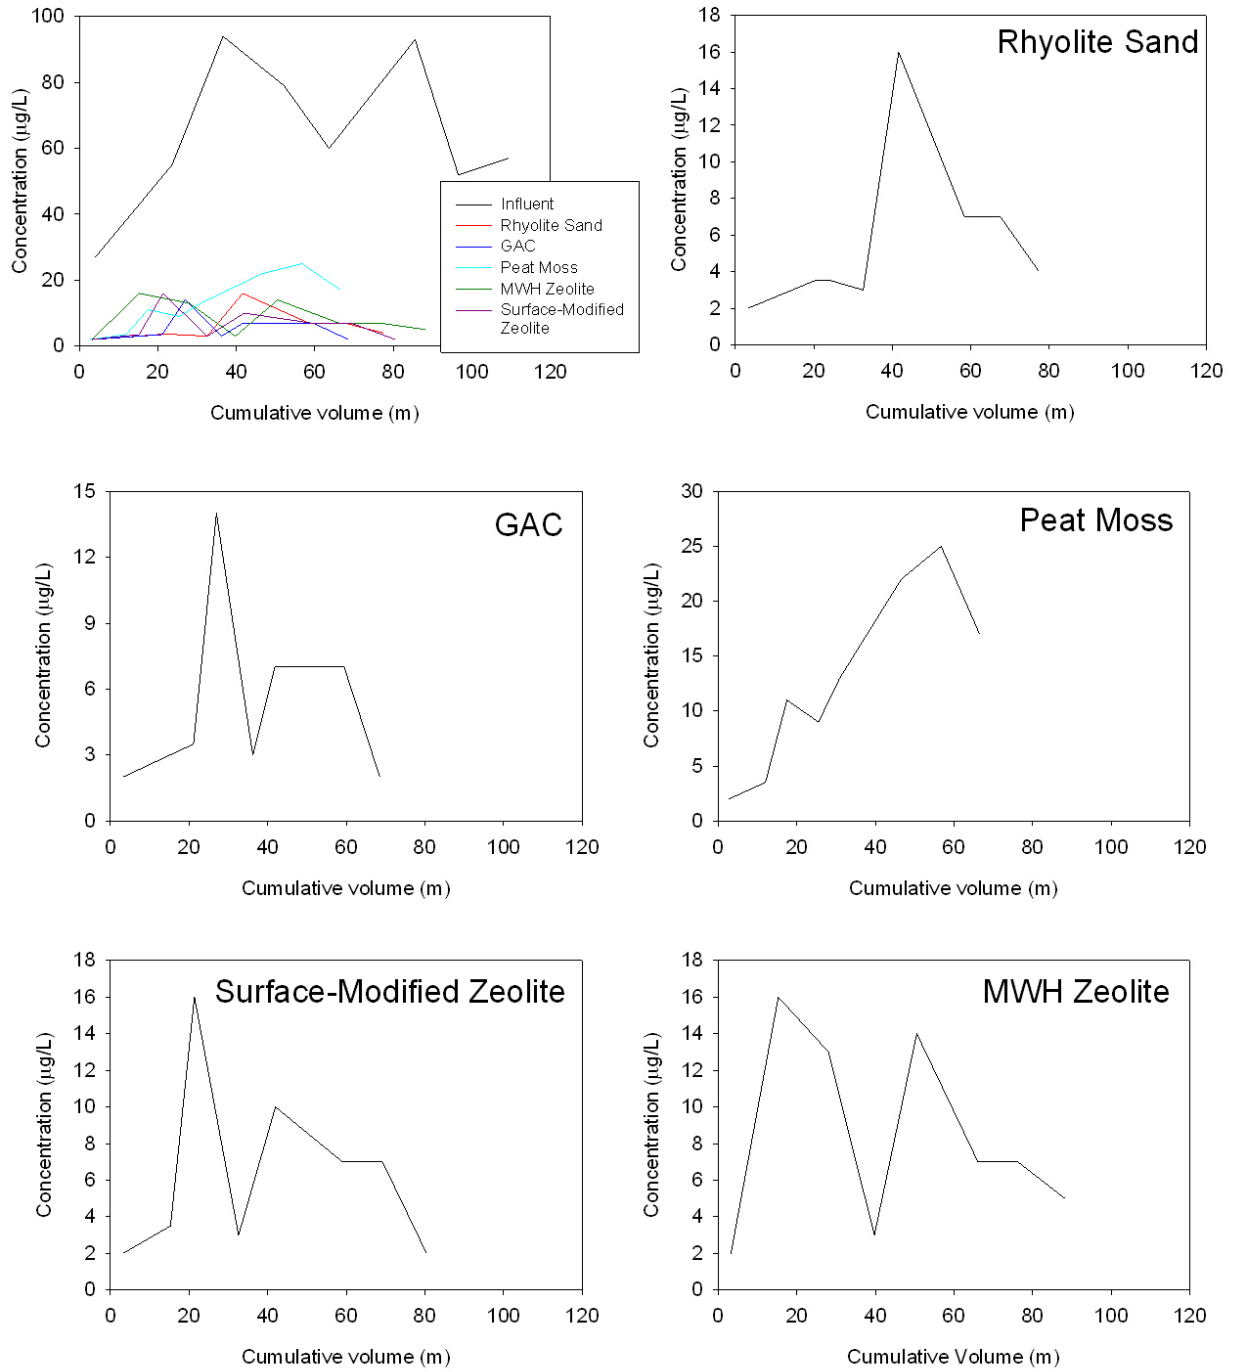 100
80
60
40
20
0
Concentration (µg/L)
0 20 40 60 80 100 120
Cumulative volume (m)
Influent
Rhyolite Sand
GAC
Peat Moss
MWH Zeolite
Surface-Modified
Zeolite
Rhyolite Sand
18
16
14
12
10
8
6
4
2
0
Concentration (µg/L)
0 20 40 60 80 100 120
Cumulative volume (m)
GAC
15
12
9
6
3
0
Concentration (µg/L)
0 20 40 60 80 100 120
Cumulative volume (m)
Peat Moss
30
25
20
15
10
5
0
Concentration (µg/L)
0 20 40 60 80 100 120
Cumulative volume (m)
Surface-Modified Zeolite
18
16
14
12
10
8
6
4
2
0
Concentration (µg/L)
0 20 40 60 80 100 120
Cumulative volume (m)
MWH Zeolite
18
16
14
12
10
8
6
4
2
0
Concentration (µg/L)
0 20 40 60 80 100 120
Cumulative Volume (m)